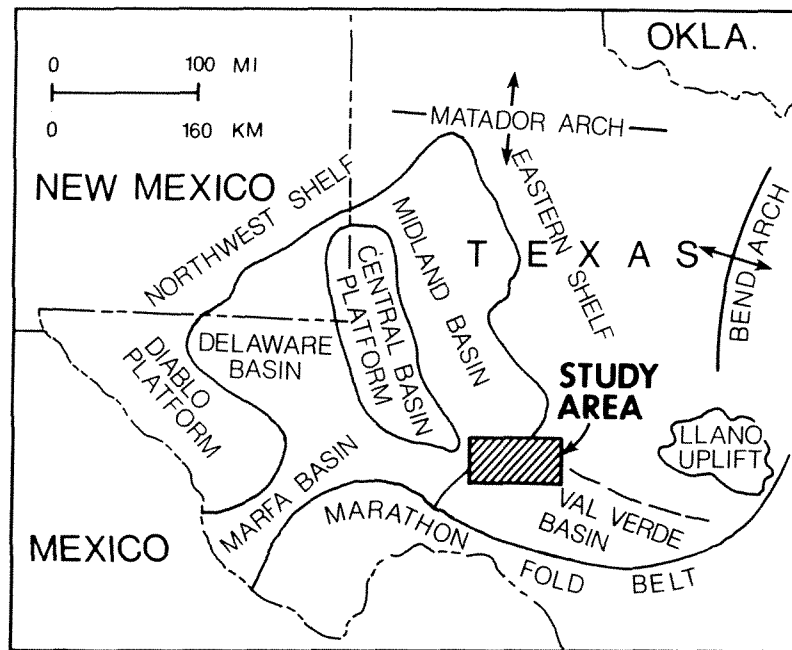 OKLA.
0 100 MI
0 160 KM
MATADOR ARCH
NEW MEXICO
NORTHWEST SHELF
EASTERN SHELF
MIDLAND BASIN
TEXAS
BEND ARCH
CENTRAL BASIN
PLATFORM
DELAWARE
BASIN
DIABLO
PLATFORM
STUDY
AREA
LLANO
UPLIFT
MARFA BASIN
VAL VERDE
BASIN
MARATHON FOLD BELT
MEXICO